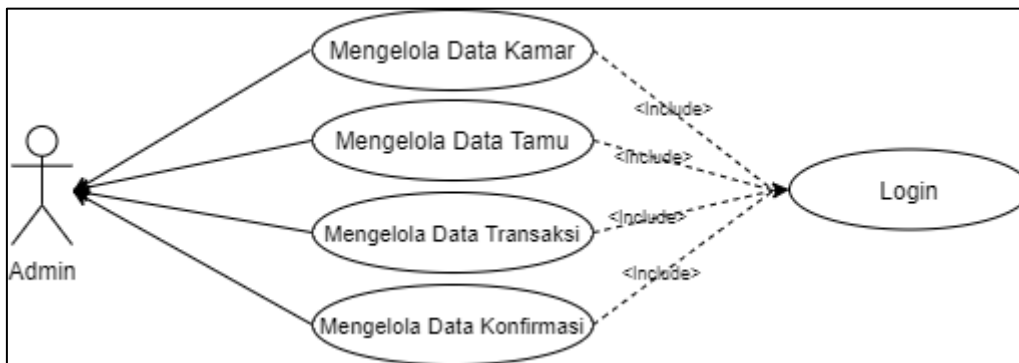 Mengelola Data Kamar
<Include>
Mengelola Data Tamu
<Include>
Login
Mengelola Data Transaksi
<Include>
Admin
<Include>
Mengelola Data Konfirmasi